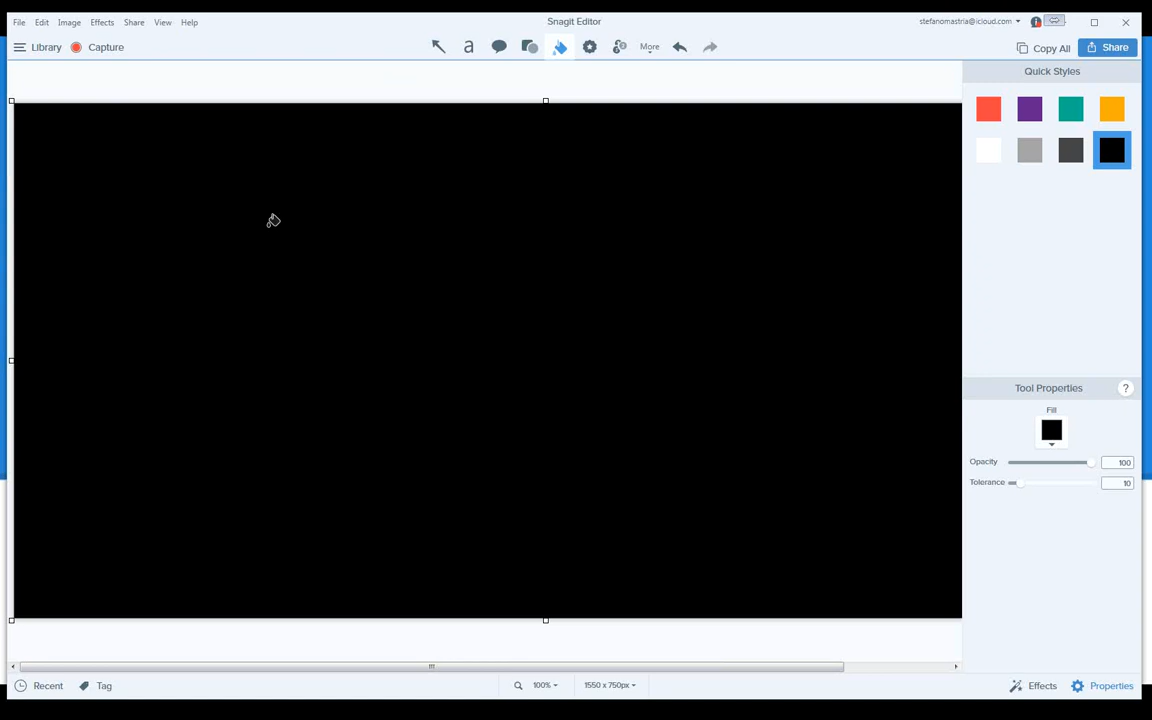 Snagit Editor
File Edit Image Effects Share View Help
stefanomastria@icloud.com
Library Capture
a
More
Copy All Share
Quick Styles
Tool Properties ?
Fill
Opacity 100
Tolerance 10
Recent Tag
100% 1550 x 750px
Effects Properties